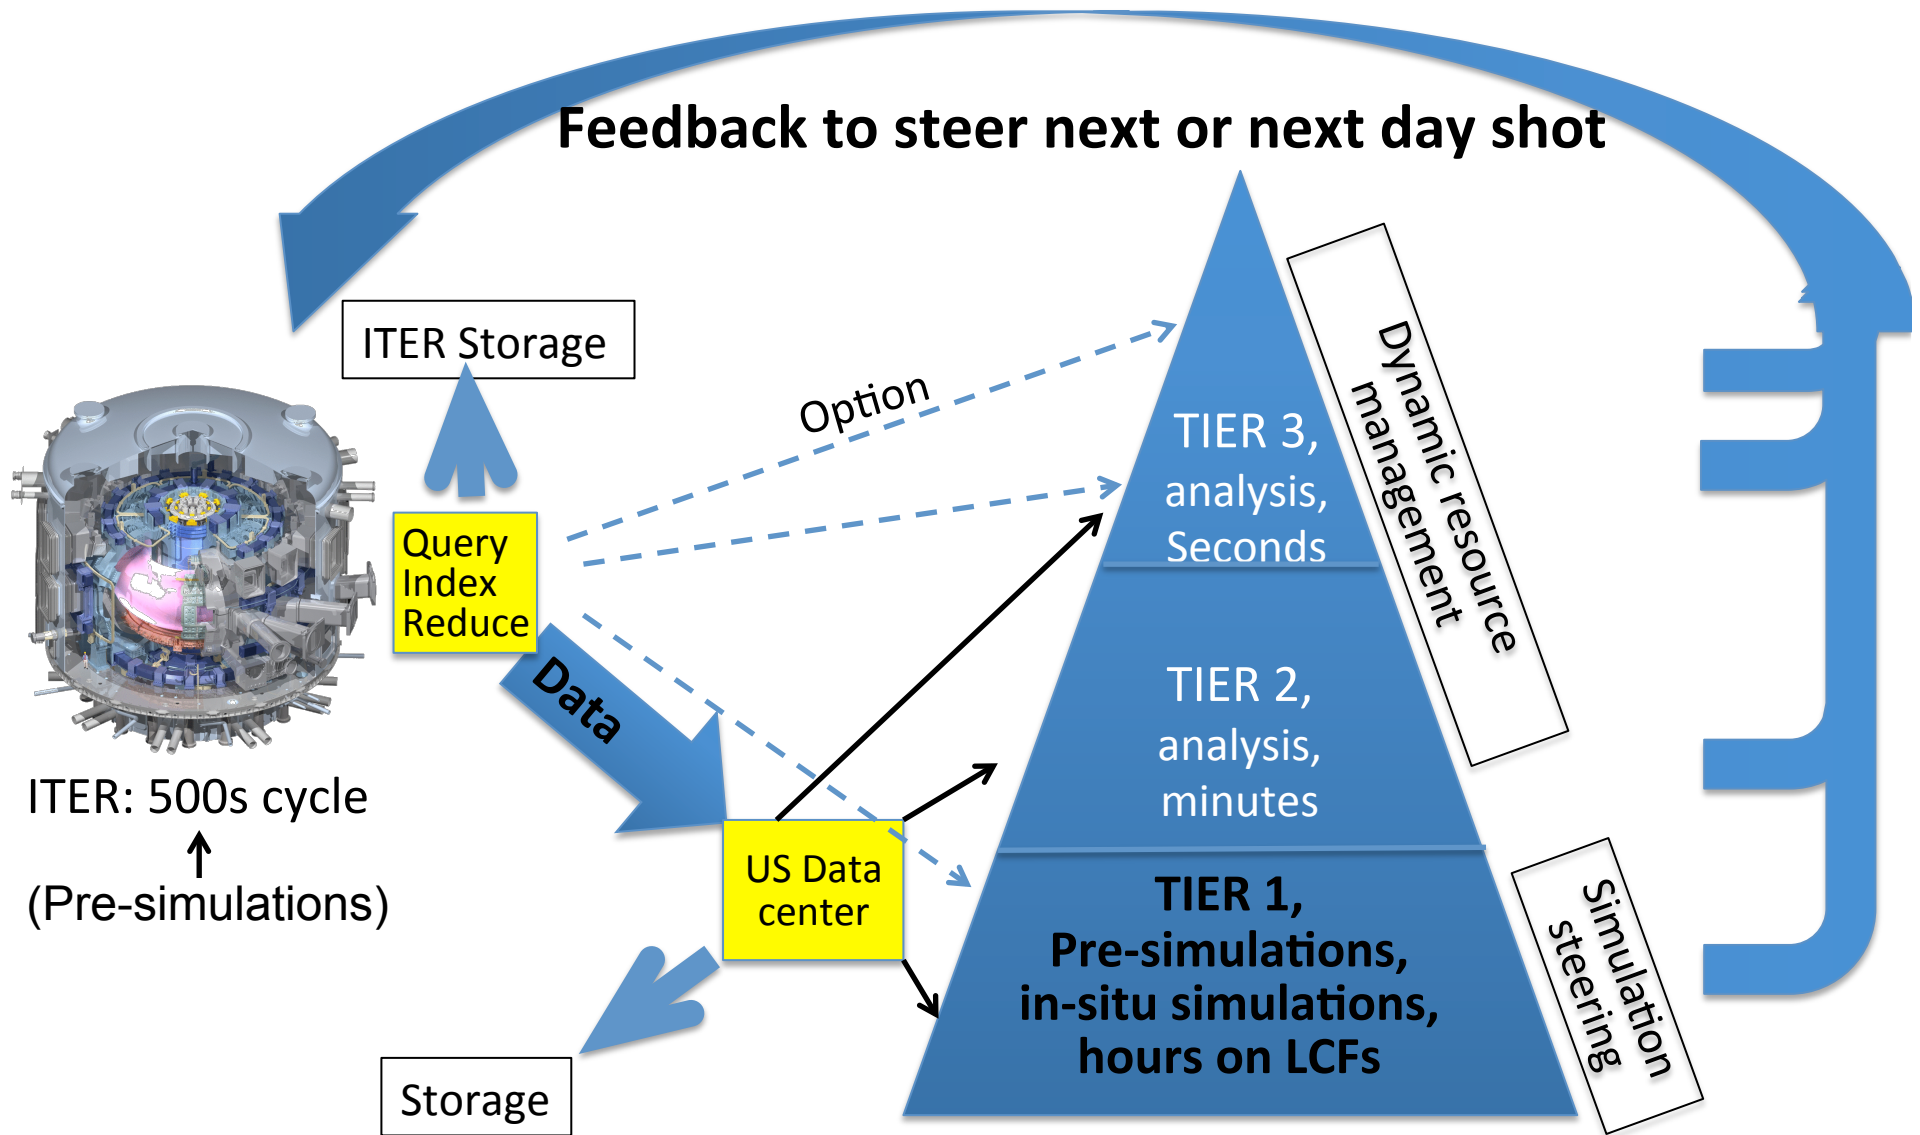 Feedback to steer next or next day shot
ITER Storage
Option
Query
Index
Reduce
Data
ITER: 500s cycle
(Pre-simulations)
US Data
center
Storage
TIER 3,
analysis,
Seconds
TIER 2,
analysis,
minutes
TIER 1,
Pre-simulations,
in-situ simulations,
hours on LCFs
Dynamic resource
management
Simulation
steering